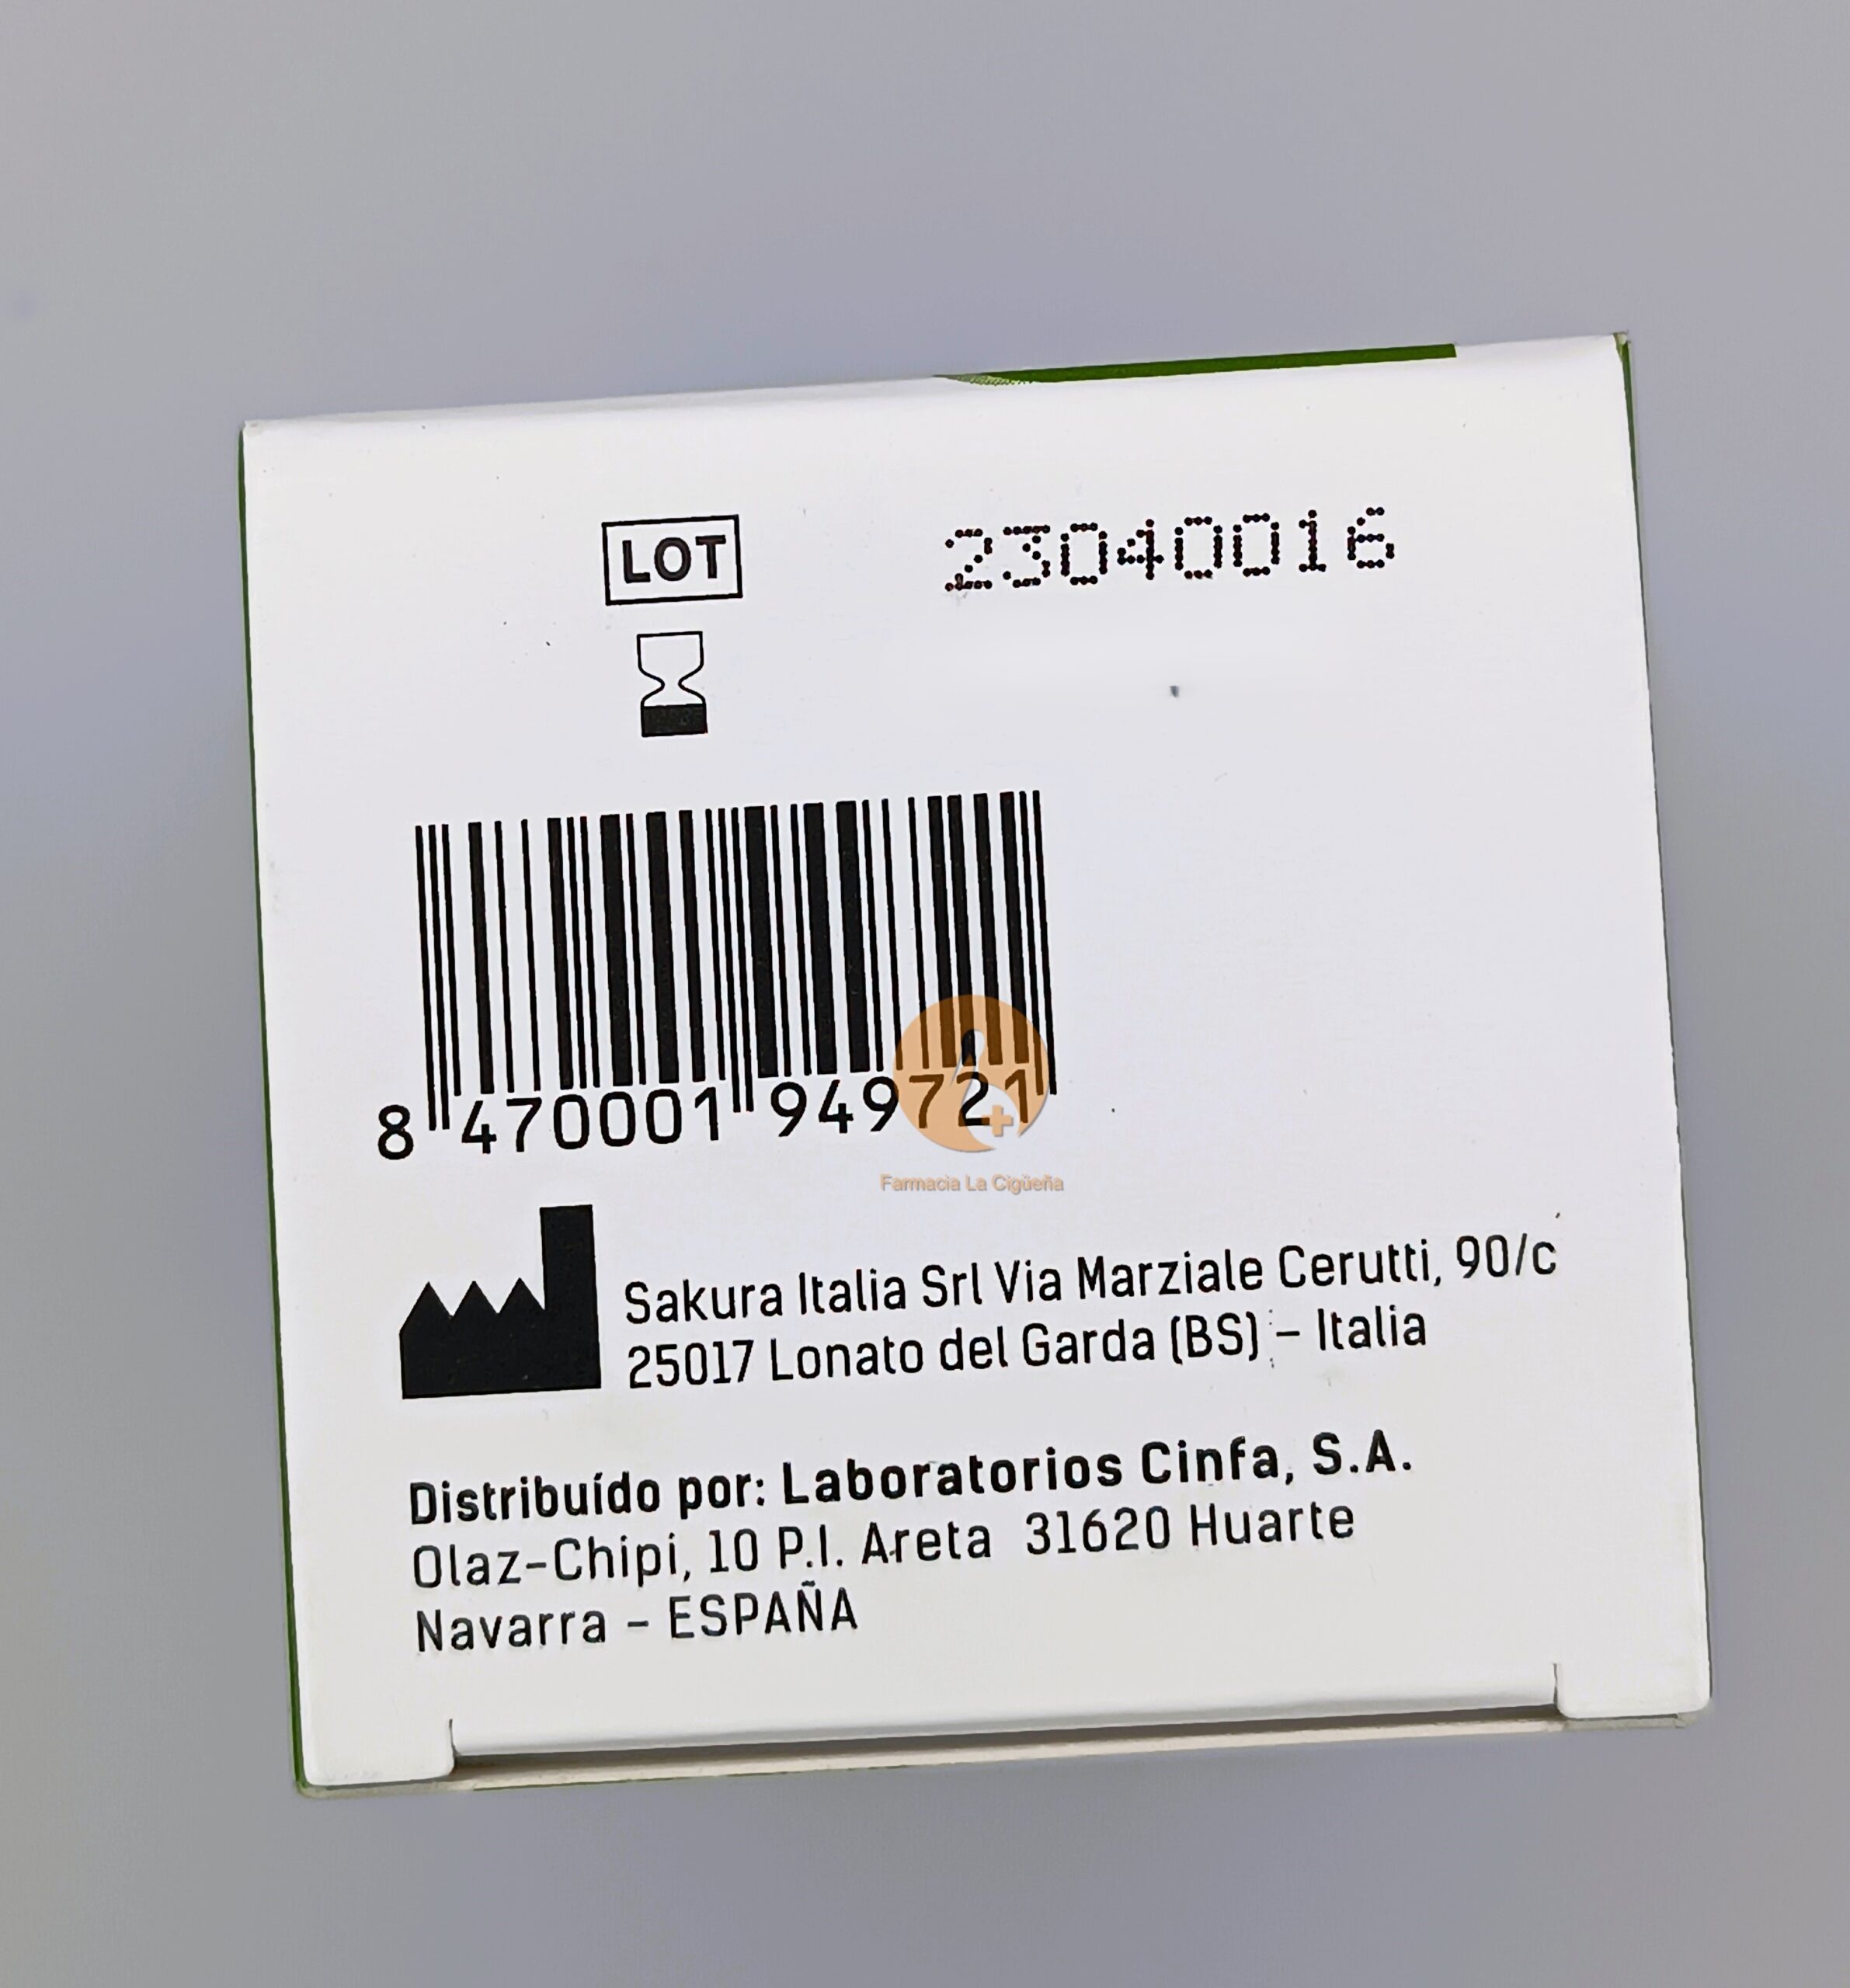 LOT 23040016
8 470001 949721
Farmacia La Cigüeña
Sakura Italia Srl Via Marziale Cerutti, 90/c
25017 Lonato del Garda (BS) – Italia
Distribuído por: Laboratorios Cinfa, S.A.
Olaz-Chipi, 10 P.I. Areta 31620 Huarte
Navarra – ESPAÑA